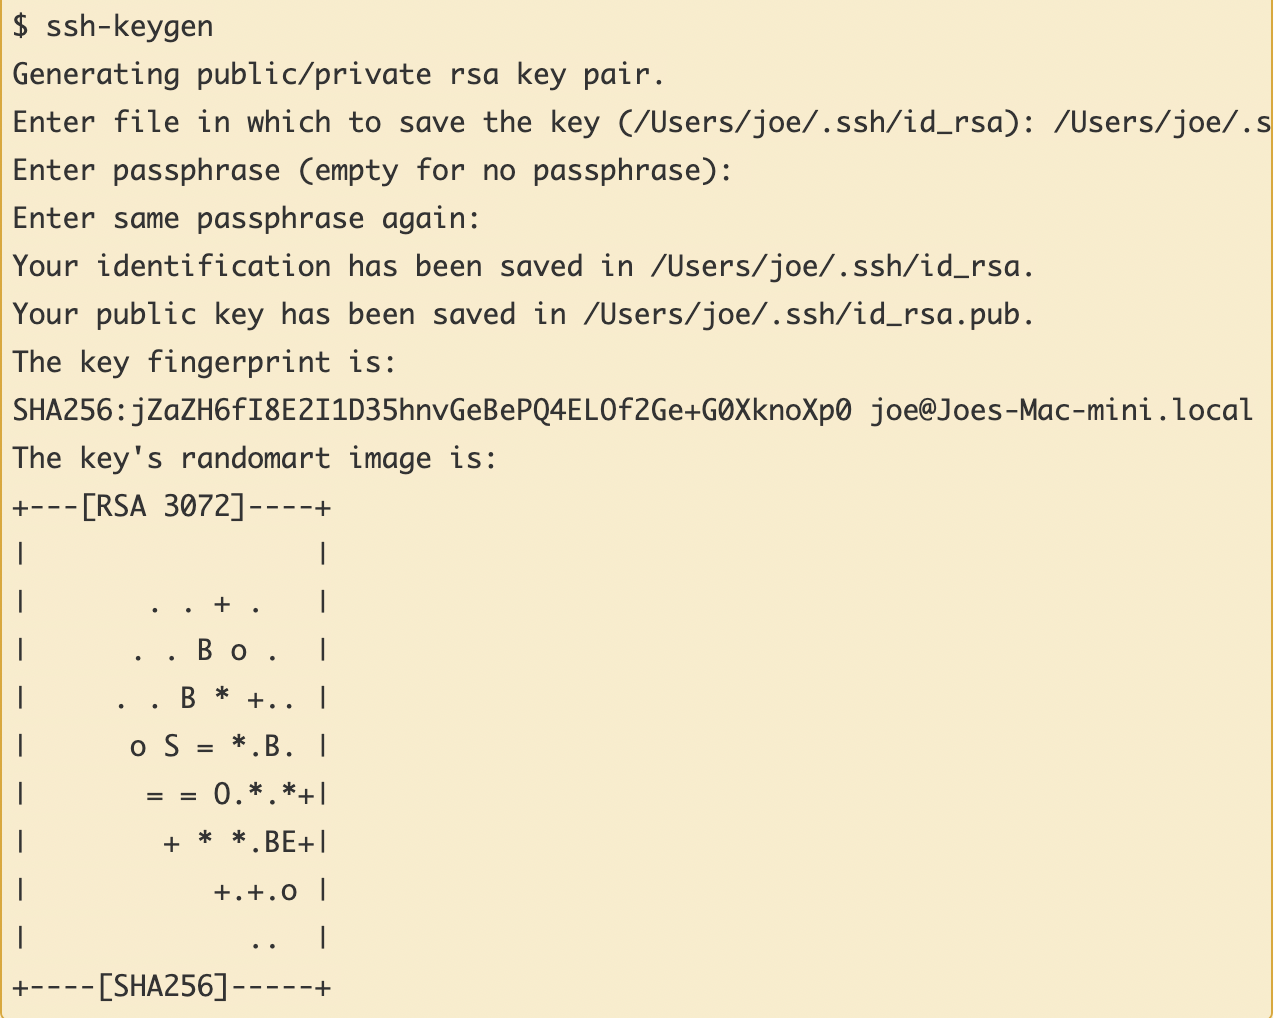 $ ssh-keygen
Generating public/private rsa key pair.
Enter file in which to save the key (/Users/joe/.ssh/id_rsa): /Users/joe/.s
Enter passphrase (empty for no passphrase):
Enter same passphrase again:
Your identification has been saved in /Users/joe/.ssh/id_rsa.
Your public key has been saved in /Users/joe/.ssh/id_rsa.pub.
The key fingerprint is:
SHA256:jZaZH6fI8E2I1D35hnvGeBePQ4ELOf2Ge+G0XknoXp0 joe@Joes-Mac-mini.local
The key's randomart image is:
+---[RSA 3072]----+
|                 |
|       . . + .   |
|      . . B o .  |
|     . . B * +.. |
|      o S = *.B. |
|       = = O.*.*+|
|        + * *.BE+|
|           +.+.o |
|             ..  |
+----[SHA256]-----+